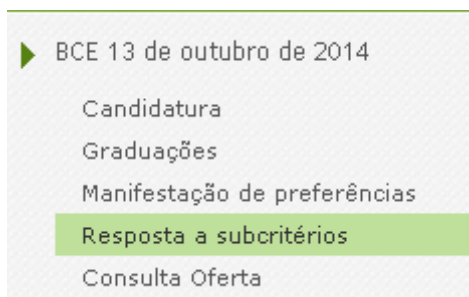 BCE 13 de outubro de 2014
Candidatura
Graduações
Manifestação de preferências
Resposta a subcritérios
Consulta Oferta